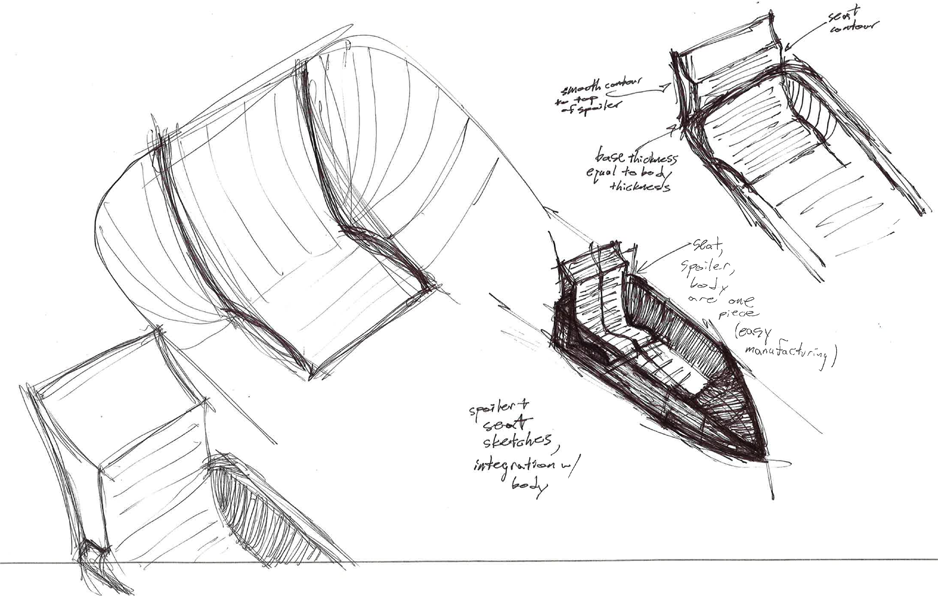 seat
contour
smooth contour
to top
of spoiler
base thickness
equal to body
thickness
seat,
spoiler,
body
are one
piece
(easy
manufacturing)
spoiler +
seat
sketches,
integration w/
body